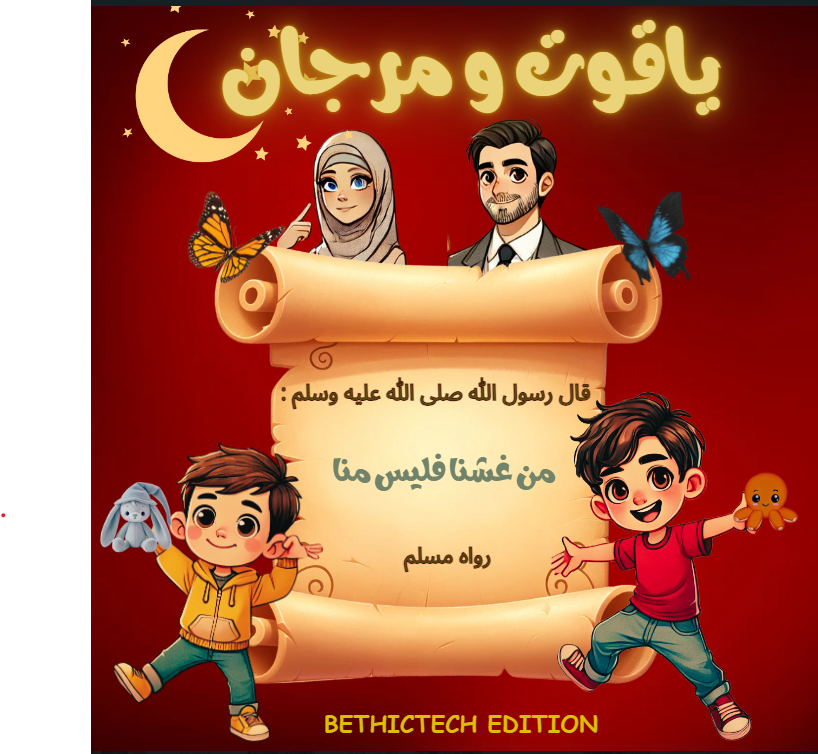 ياقوت و مرجان
قال رسول الله صلى الله عليه وسلم :
من غشنا فليس منا
رواه مسلم
BETHICTECH EDITION